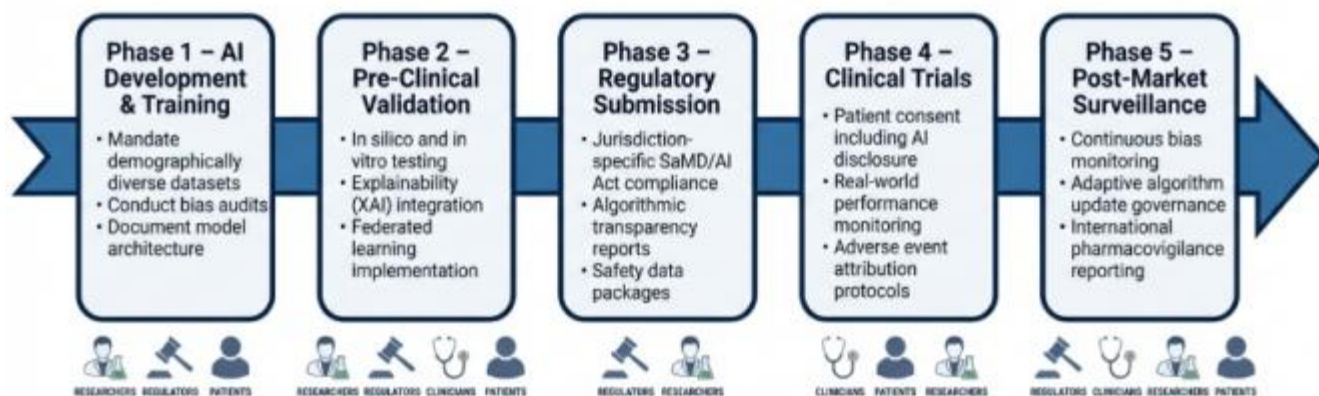 Phase 1 – AI
Development
& Training
• Mandate
demographically
diverse datasets
• Conduct bias audits
• Document model
architecture
RESEARCHERS REGULATORS PATIENTS
Phase 2 –
Pre-Clinical
Validation
• In silico and in
vitro testing
• Explainability
(XAI) integration
• Federated
learning
implementation
RESEARCHERS REGULATORS CLINICIANS PATIENTS
Phase 3 –
Regulatory
Submission
• Jurisdiction-
specific SaMD/AI
Act compliance
• Algorithmic
transparency
reports
• Safety data
packages
REGULATORS RESEARCHERS
Phase 4 –
Clinical Trials
• Patient consent
including AI
disclosure
• Real-world
performance
monitoring
• Adverse event
attribution
protocols
CLINICIANS PATIENTS RESEARCHERS
Phase 5 –
Post-Market
Surveillance
• Continuous bias
monitoring
• Adaptive algorithm
update governance
• International
pharmacovigilance
reporting
REGULATORS CLINICIANS RESEARCHERS PATIENTS